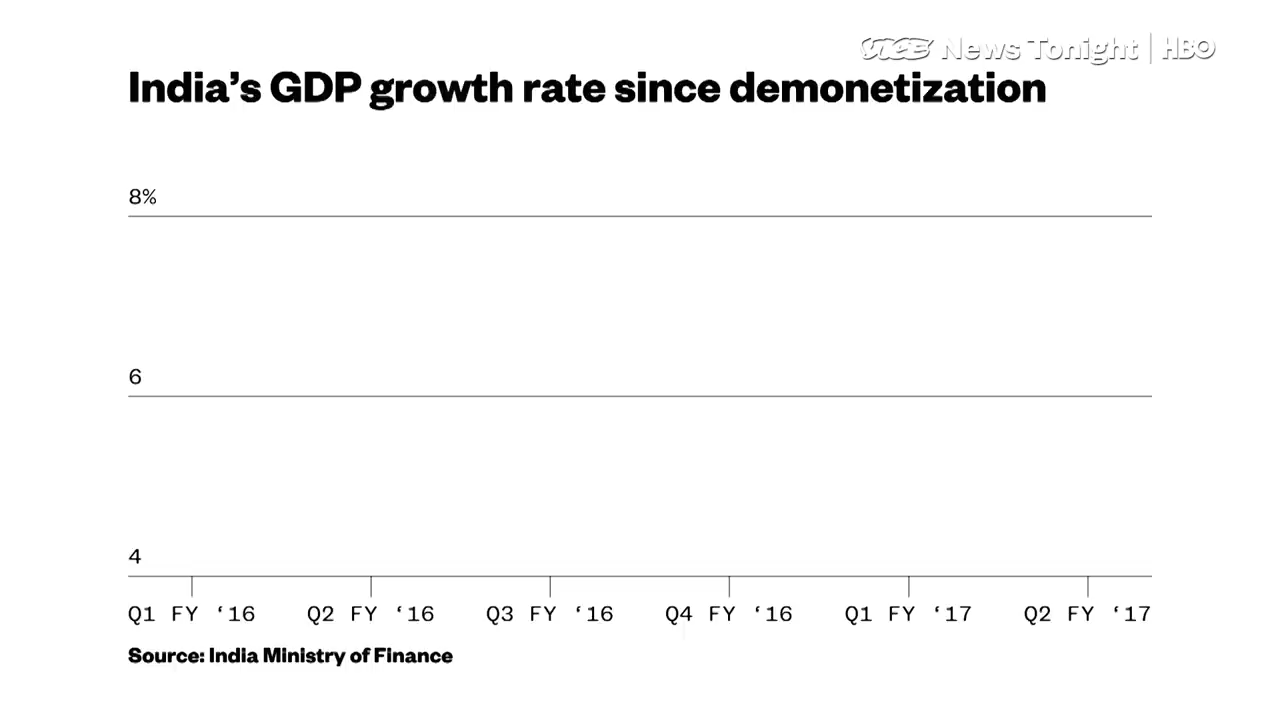 VICE News Tonight | HBO
India’s GDP growth rate since demonetization
8%
6
4
Q1 FY ‘16 Q2 FY ‘16 Q3 FY ‘16 Q4 FY ‘16 Q1 FY ‘17 Q2 FY ‘17
Source: India Ministry of Finance